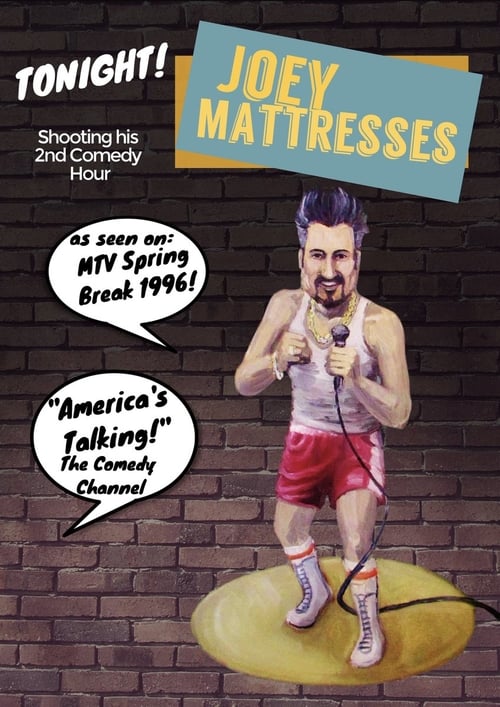 TONIGHT!
JOEY
MATTRESSES
Shooting his
2nd Comedy
Hour
as seen on:
MTV Spring
Break 1996!
"America's
Talking!"
The Comedy
Channel